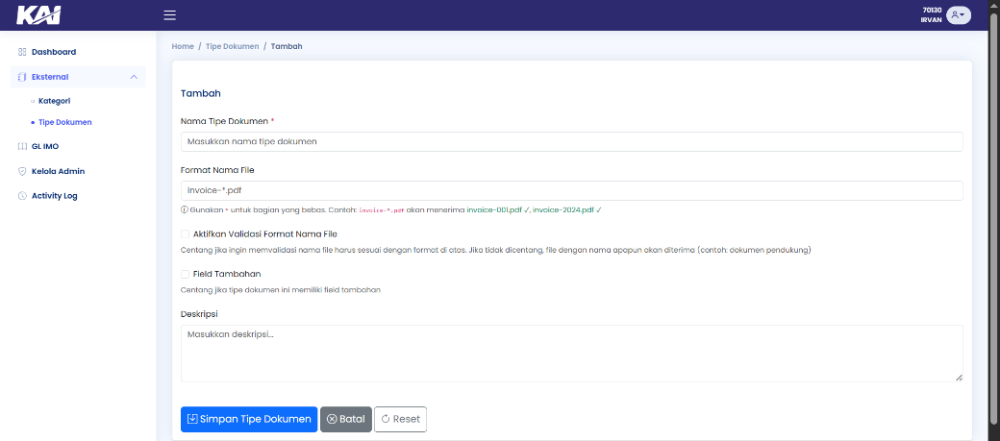 KAI
70130
IRVAN
Dashboard
Eksternal
Kategori
Tipe Dokumen
GL IMO
Kelola Admin
Activity Log
Home / Tipe Dokumen / Tambah
Tambah
Nama Tipe Dokumen *
Masukkan nama tipe dokumen
Format Nama File
Invoice-*.pdf
Gunakan * untuk bagian yang bebas. Contoh: invoice-*.pdf akan menerima invoice-001.pdf ✓, invoice-2024.pdf ✓
Aktifkan Validasi Format Nama File
Centang jika ingin memvalidasi nama file harus sesuai dengan format di atas. Jika tidak dicentang, file dengan nama apapun akan diterima (contoh: dokumen pendukung)
Field Tambahan
Centang jika tipe dokumen ini memiliki field tambahan
Deskripsi
Masukkan deskripsi...
Simpan Tipe Dokumen
Batal
Reset